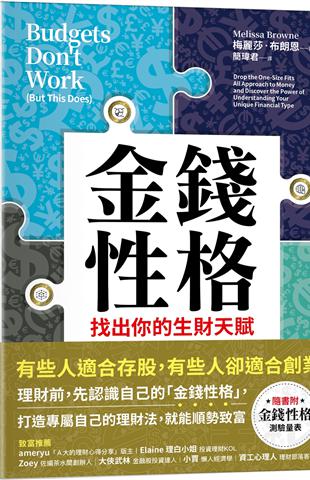 Budgets
Don't
Work
(But This Does)
Melissa Browne
梅麗莎·布朗恩
簡瑋君 譯
Drop the One-Size Fits
All Approach to Money
and Discover the Power of
Understanding Your
Unique Financial Type
金錢
性格
找出你的生財天賦
有些人適合存股，有些人卻適合創業
理財前，先認識自己的「金錢性格」，
打造專屬自己的理財法，就能順勢致富
隨書附
金錢性格
測驗量表
致富推薦
ameryu「A大的理財心得分享」版主｜Elaine 理白小姐 投資理財KOL
Zoey 佐編茶水間創辦人｜大俠武林 金融股投資達人｜小賈 懶人經濟學｜資工心理人 理財部落客